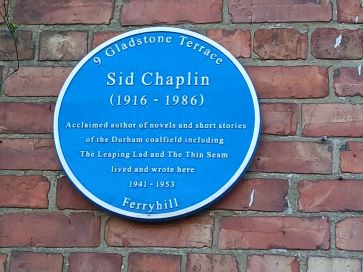 9 Gladstone Terrace
Sid Chaplin
(1916 - 1986)
Acclaimed author of novels and short stories
of the Dorham coalfield including
The Leaping Lad and The Thin Seam
lived and wrote here
1941 - 1953
Ferryhill